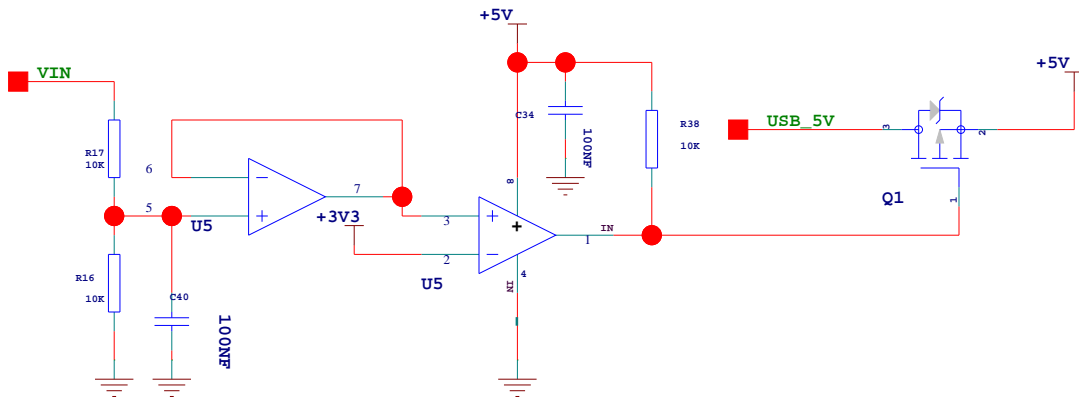 +5V
VIN
+5V
C34
100NF
R38
10K
USB_5V
3
2
R17
10K
6
5
7
8
Q1
1
U5
+3V3
3
+
-
+
+
-
2
1
IN
U5
4
IN
R16
10K
C40
100NF